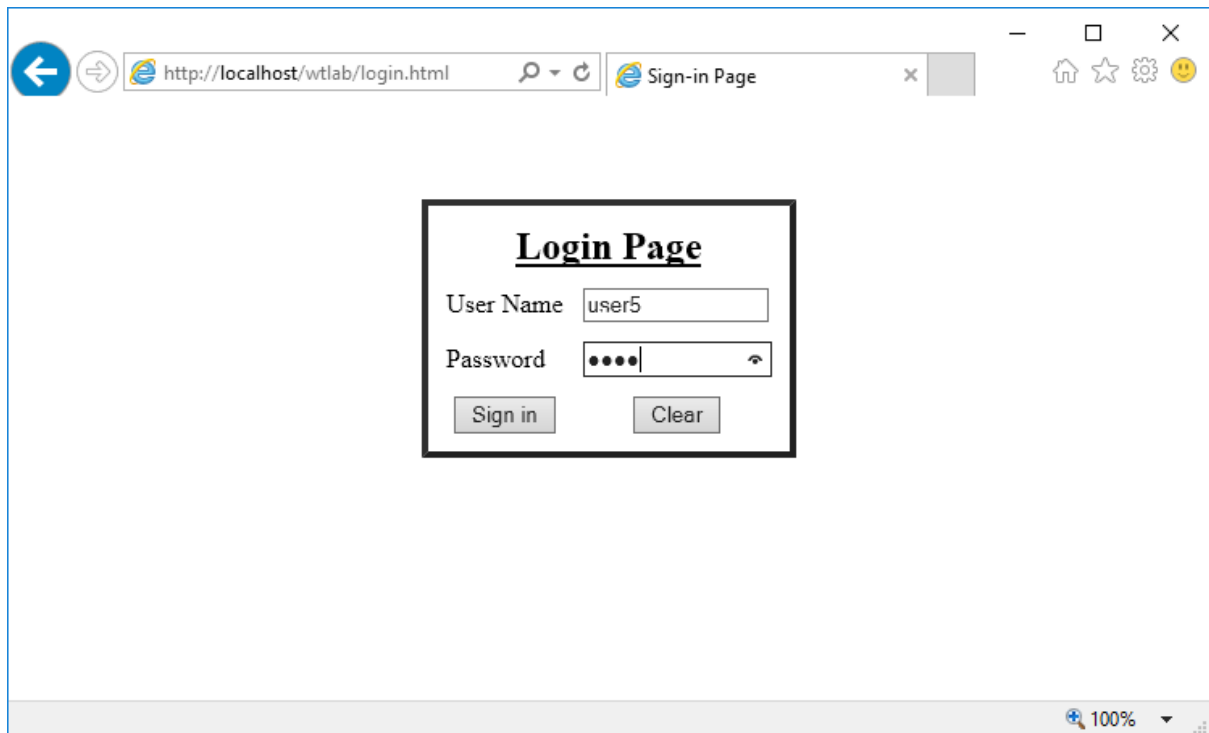 http://localhost/wtlab/login.html
Sign-in Page
Login Page
User Name user5
Password ••••
Sign in Clear
100%